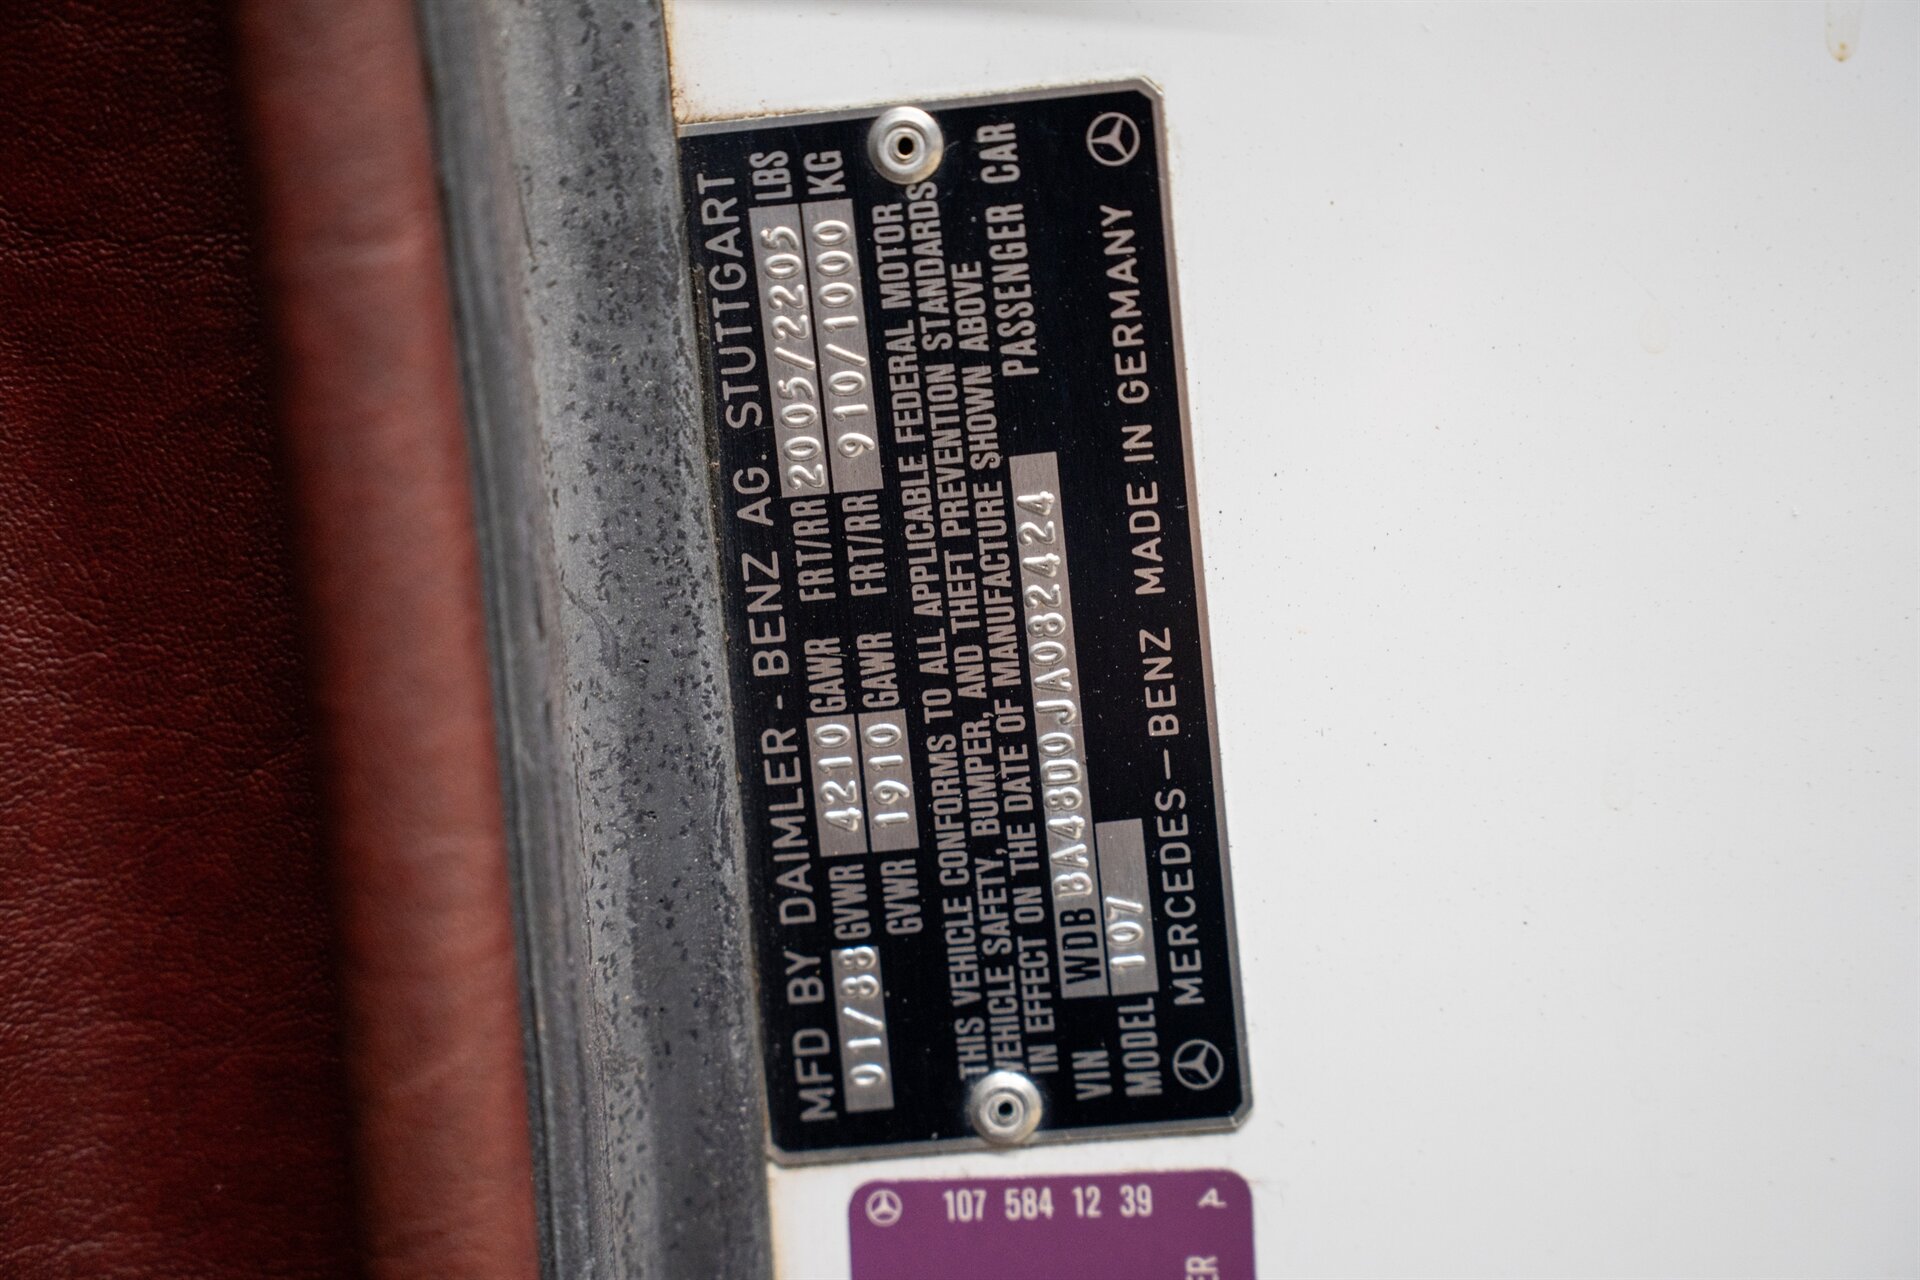 MFD BY DAIMLER - BENZ AG. STUTTGART
01/88 GVWR 4210 GAWR FRT/RR 2005/2205 LBS
GVWR 1910 GAWR FRT/RR 910/1000 KG
THIS VEHICLE CONFORMS TO ALL APPLICABLE FEDERAL MOTOR
VEHICLE SAFETY, BUMPER, AND THEFT PREVENTION STANDARDS
IN EFFECT ON THE DATE OF MANUFACTURE SHOWN ABOVE
VIN WDB BA48D0JA082424 PASSENGER CAR
MODEL 107
MERCEDES-BENZ MADE IN GERMANY
107 584 12 39 A